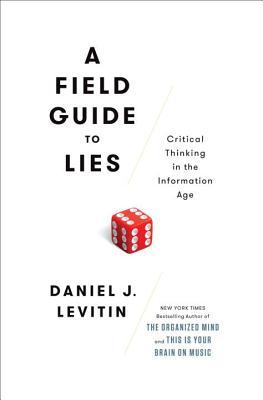 A
FIELD
GUIDE
TO
LIES
Critical
Thinking
in the
Information
Age
DANIEL J.
LEVITIN
NEW YORK TIMES
Bestselling Author of
THE ORGANIZED MIND
and THIS IS YOUR
BRAIN ON MUSIC